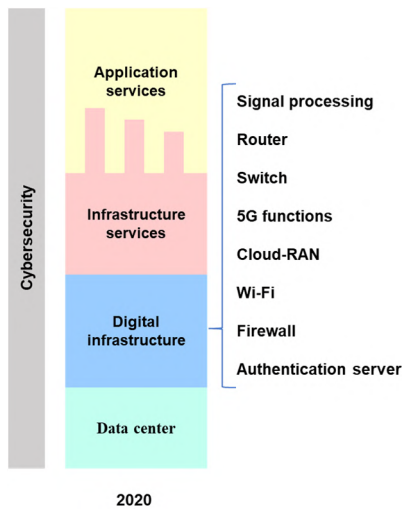 Cybersecurity
Application
services
Infrastructure
services
Digital
infrastructure
Data center
2020
Signal processing
Router
Switch
5G functions
Cloud-RAN
Wi-Fi
Firewall
Authentication server